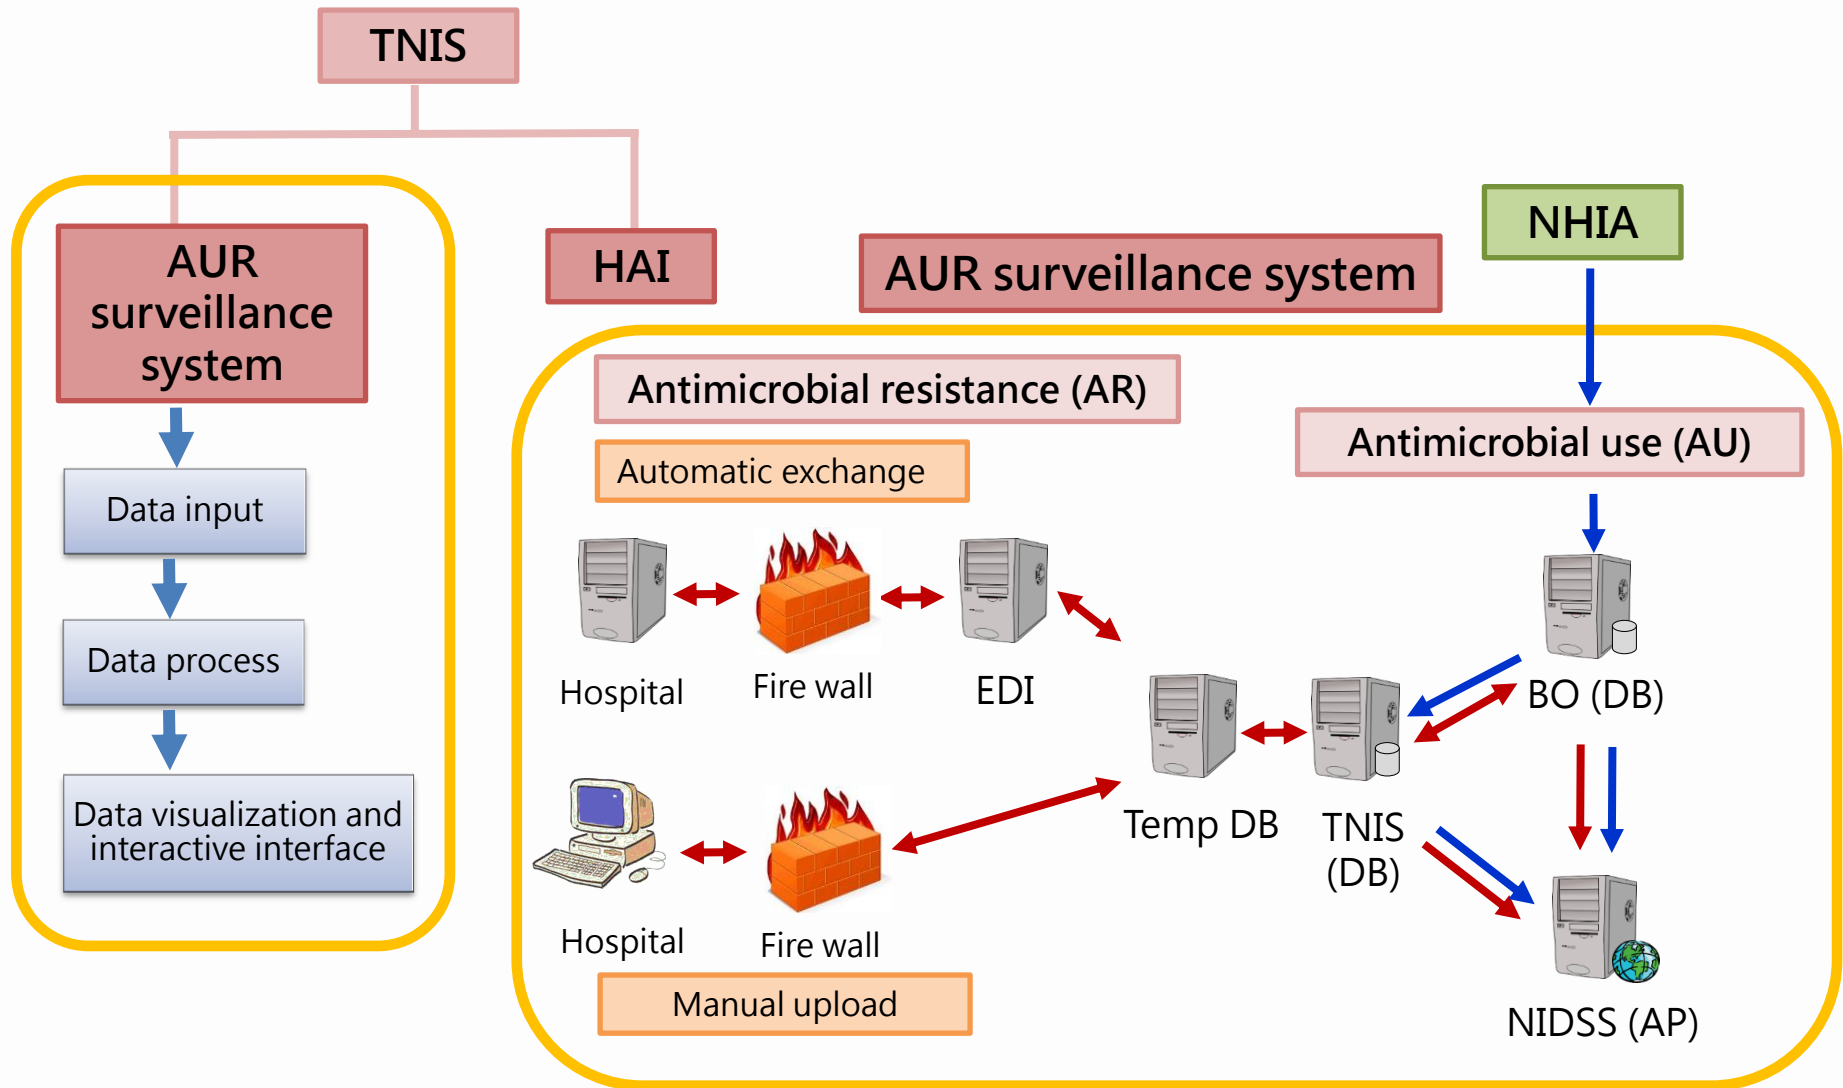 TNIS
AUR
surveillance
system
Data input
Data process
Data visualization and
interactive interface
HAI
AUR surveillance system
NHIA
Antimicrobial resistance (AR)
Antimicrobial use (AU)
Automatic exchange
Hospital
Fire wall
EDI
BO (DB)
Temp DB
TNIS
(DB)
Hospital
Fire wall
Manual upload
NIDSS (AP)